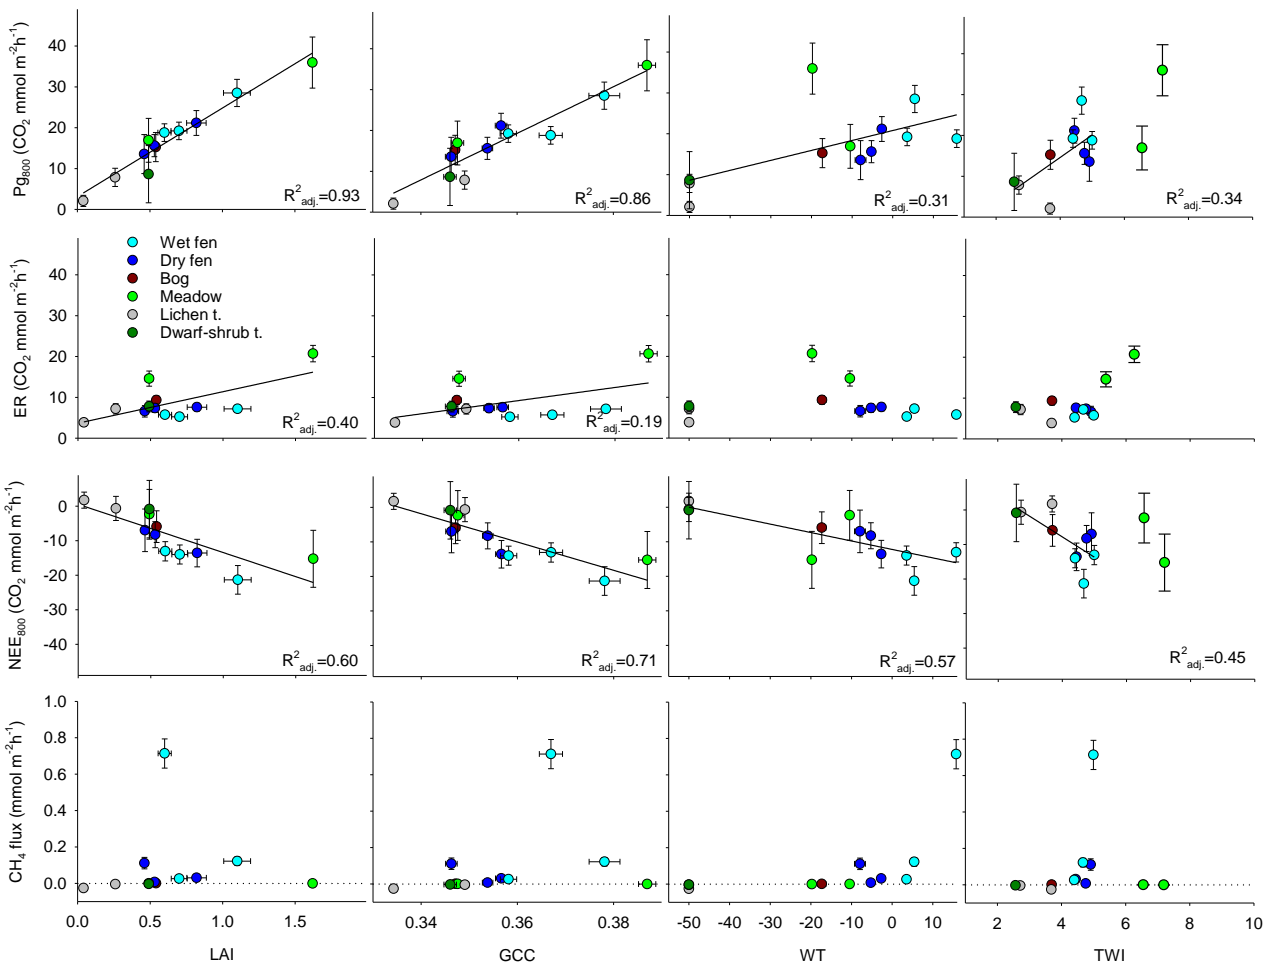 Pg800 (CO2 mmol m-2h-1)
40
30
20
10
0
R2adj.=0.93
R2adj.=0.86
R2adj.=0.31
R2adj.=0.34
ER (CO2 mmol m-2h-1)
40
30
20
10
0
Wet fen
Dry fen
Bog
Meadow
Lichen t.
Dwarf-shrub t.
R2adj.=0.40
R2adj.=0.19
NEE800 (CO2 mmol m-2h-1)
0
-10
-20
-30
-40
R2adj.=0.60
R2adj.=0.71
R2adj.=0.57
R2adj.=0.45
CH4 flux (mmol m-2h-1)
1.0
0.8
0.6
0.4
0.2
0.0
0.0 0.5 1.0 1.5
0.34 0.36 0.38
-50 -40 -30 -20 -10 0 10
2 4 6 8 10
LAI
GCC
WT
TWI